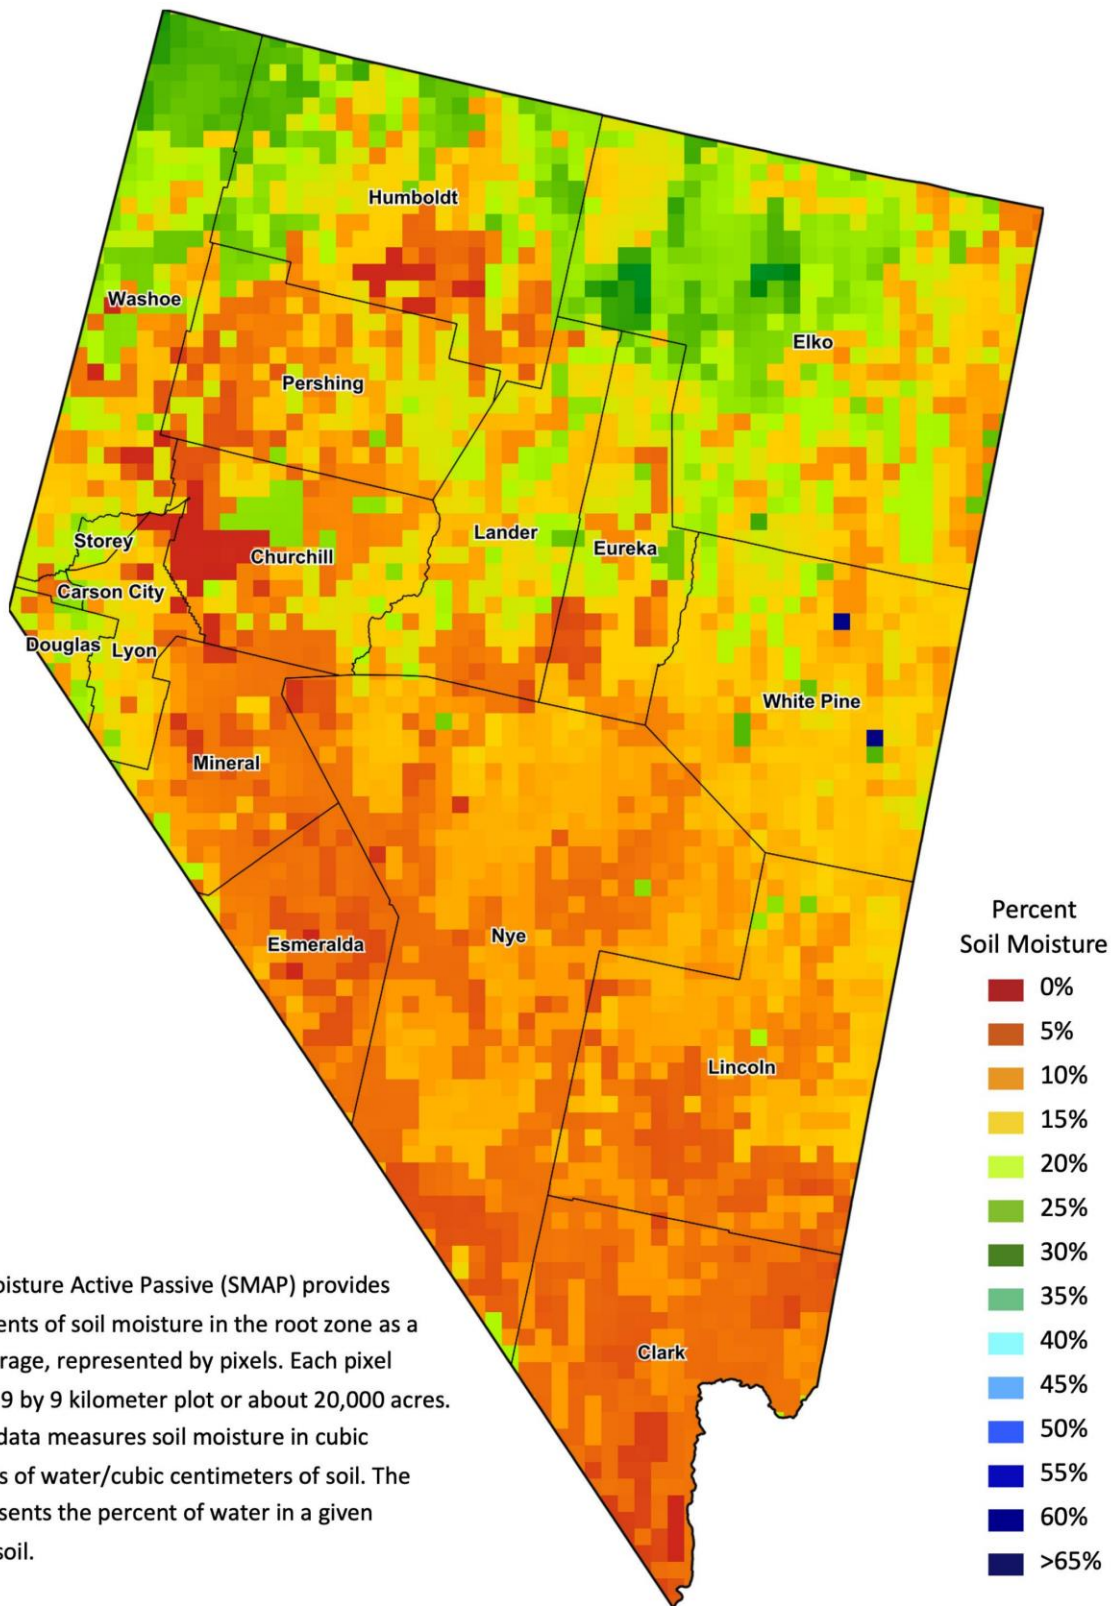 Humboldt
Washoe
Elko
Pershing
Storey
Churchill
Lander
Eureka
Carson City
Douglas
Lyon
White Pine
Mineral
Esmeralda
Nye
Lincoln
Clark
Percent
Soil Moisture
0%
5%
10%
15%
20%
25%
30%
35%
40%
45%
50%
55%
60%
>65%
oisture Active Passive (SMAP) provides
ents of soil moisture in the root zone as a
rage, represented by pixels. Each pixel
9 by 9 kilometer plot or about 20,000 acres.
data measures soil moisture in cubic
s of water/cubic centimeters of soil. The
sents the percent of water in a given
soil.